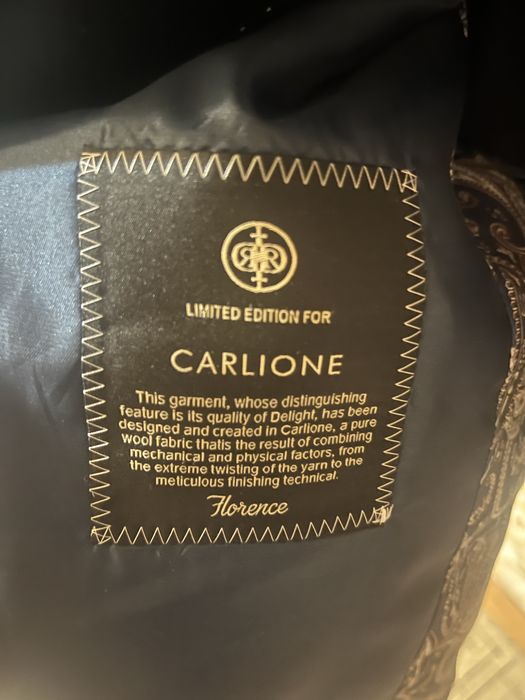 LIMITED EDITION FOR
CARLIONE
This garment, whose distinguishing
feature is its quality of Delight, has been
designed and created in Carlione, a pure
wool fabric thatis the result of combining
mechanical and physical factors, from
the extreme twisting of the yarn to the
meticulous finishing technical.
Florence